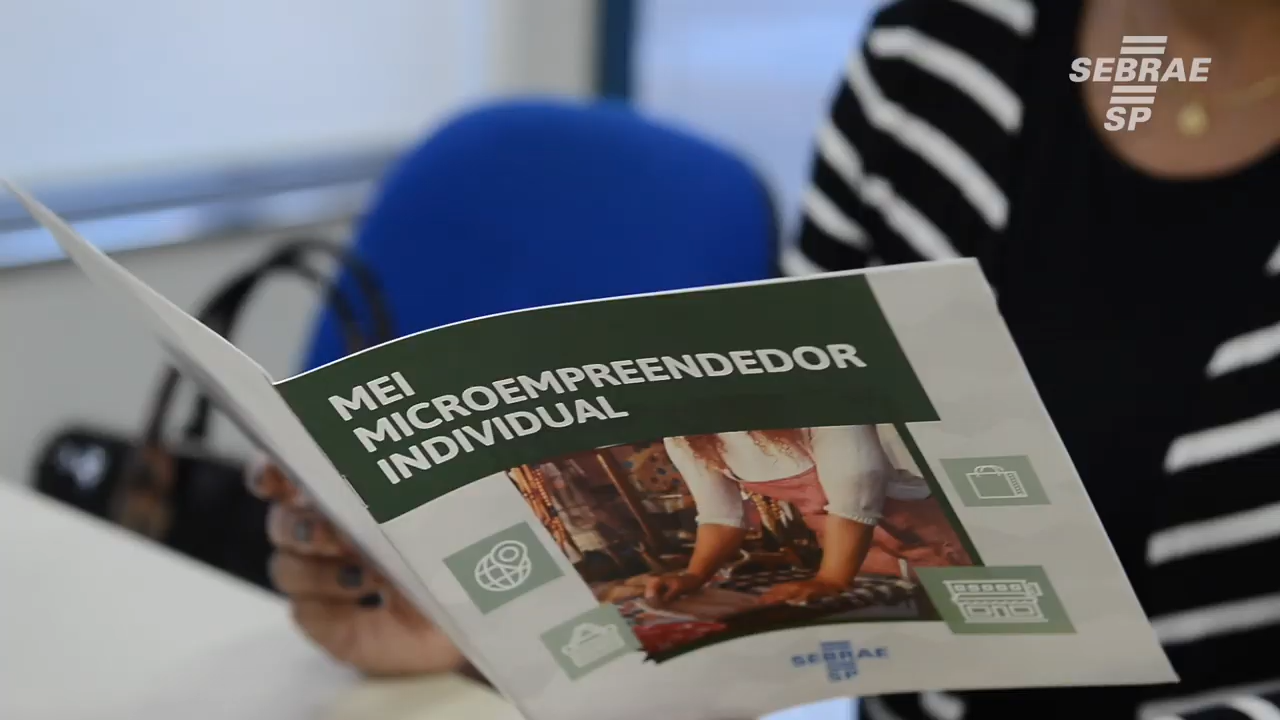 SEBRAE
SP
MEI
MICROEMPREENDEDOR
INDIVIDUAL
SEBRAE
SP